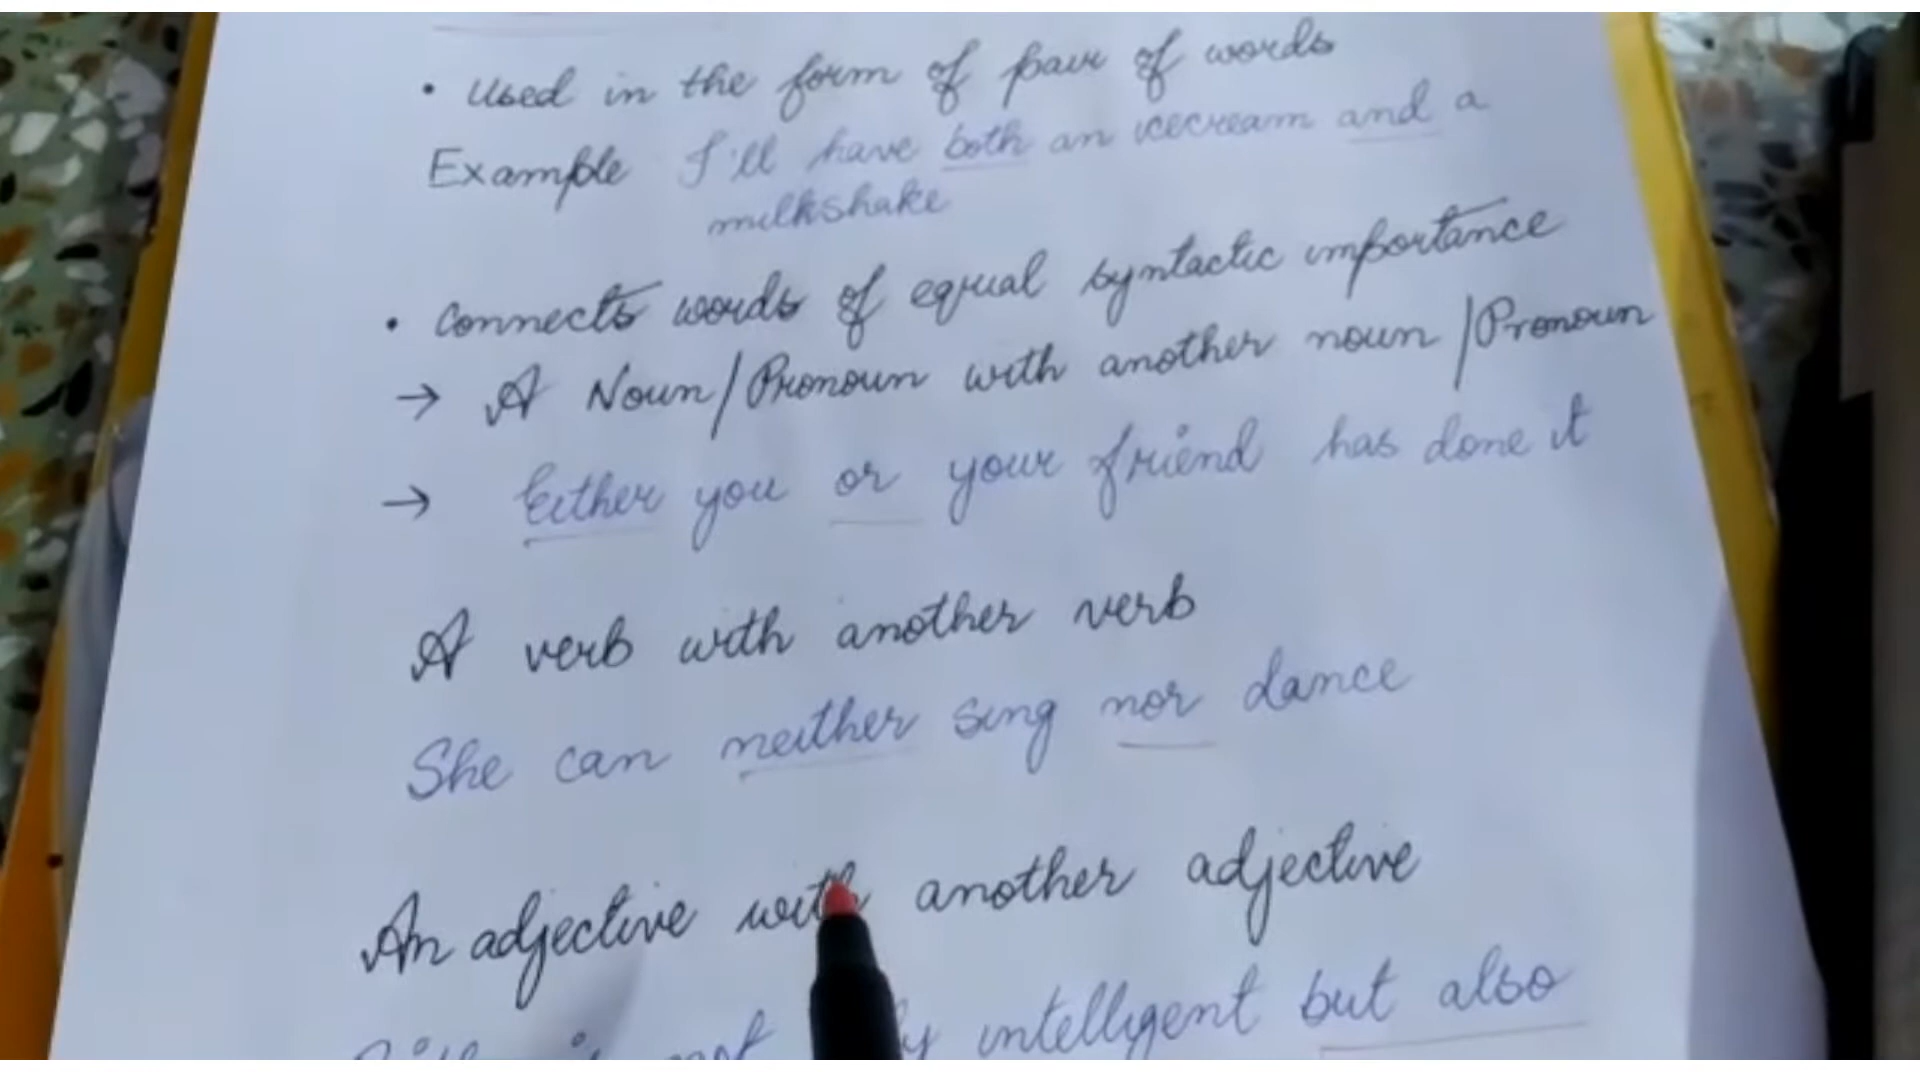 • Used in the form of pair of words
Example I'll have both an icecream and a
milkshake
• Connects words of equal syntactic importance
→ A Noun/Pronoun with another noun/Pronoun
→ Either you or your friend has done it
A verb with another verb
She can neither sing nor dance
An adjective with another adjective
intelligent but also